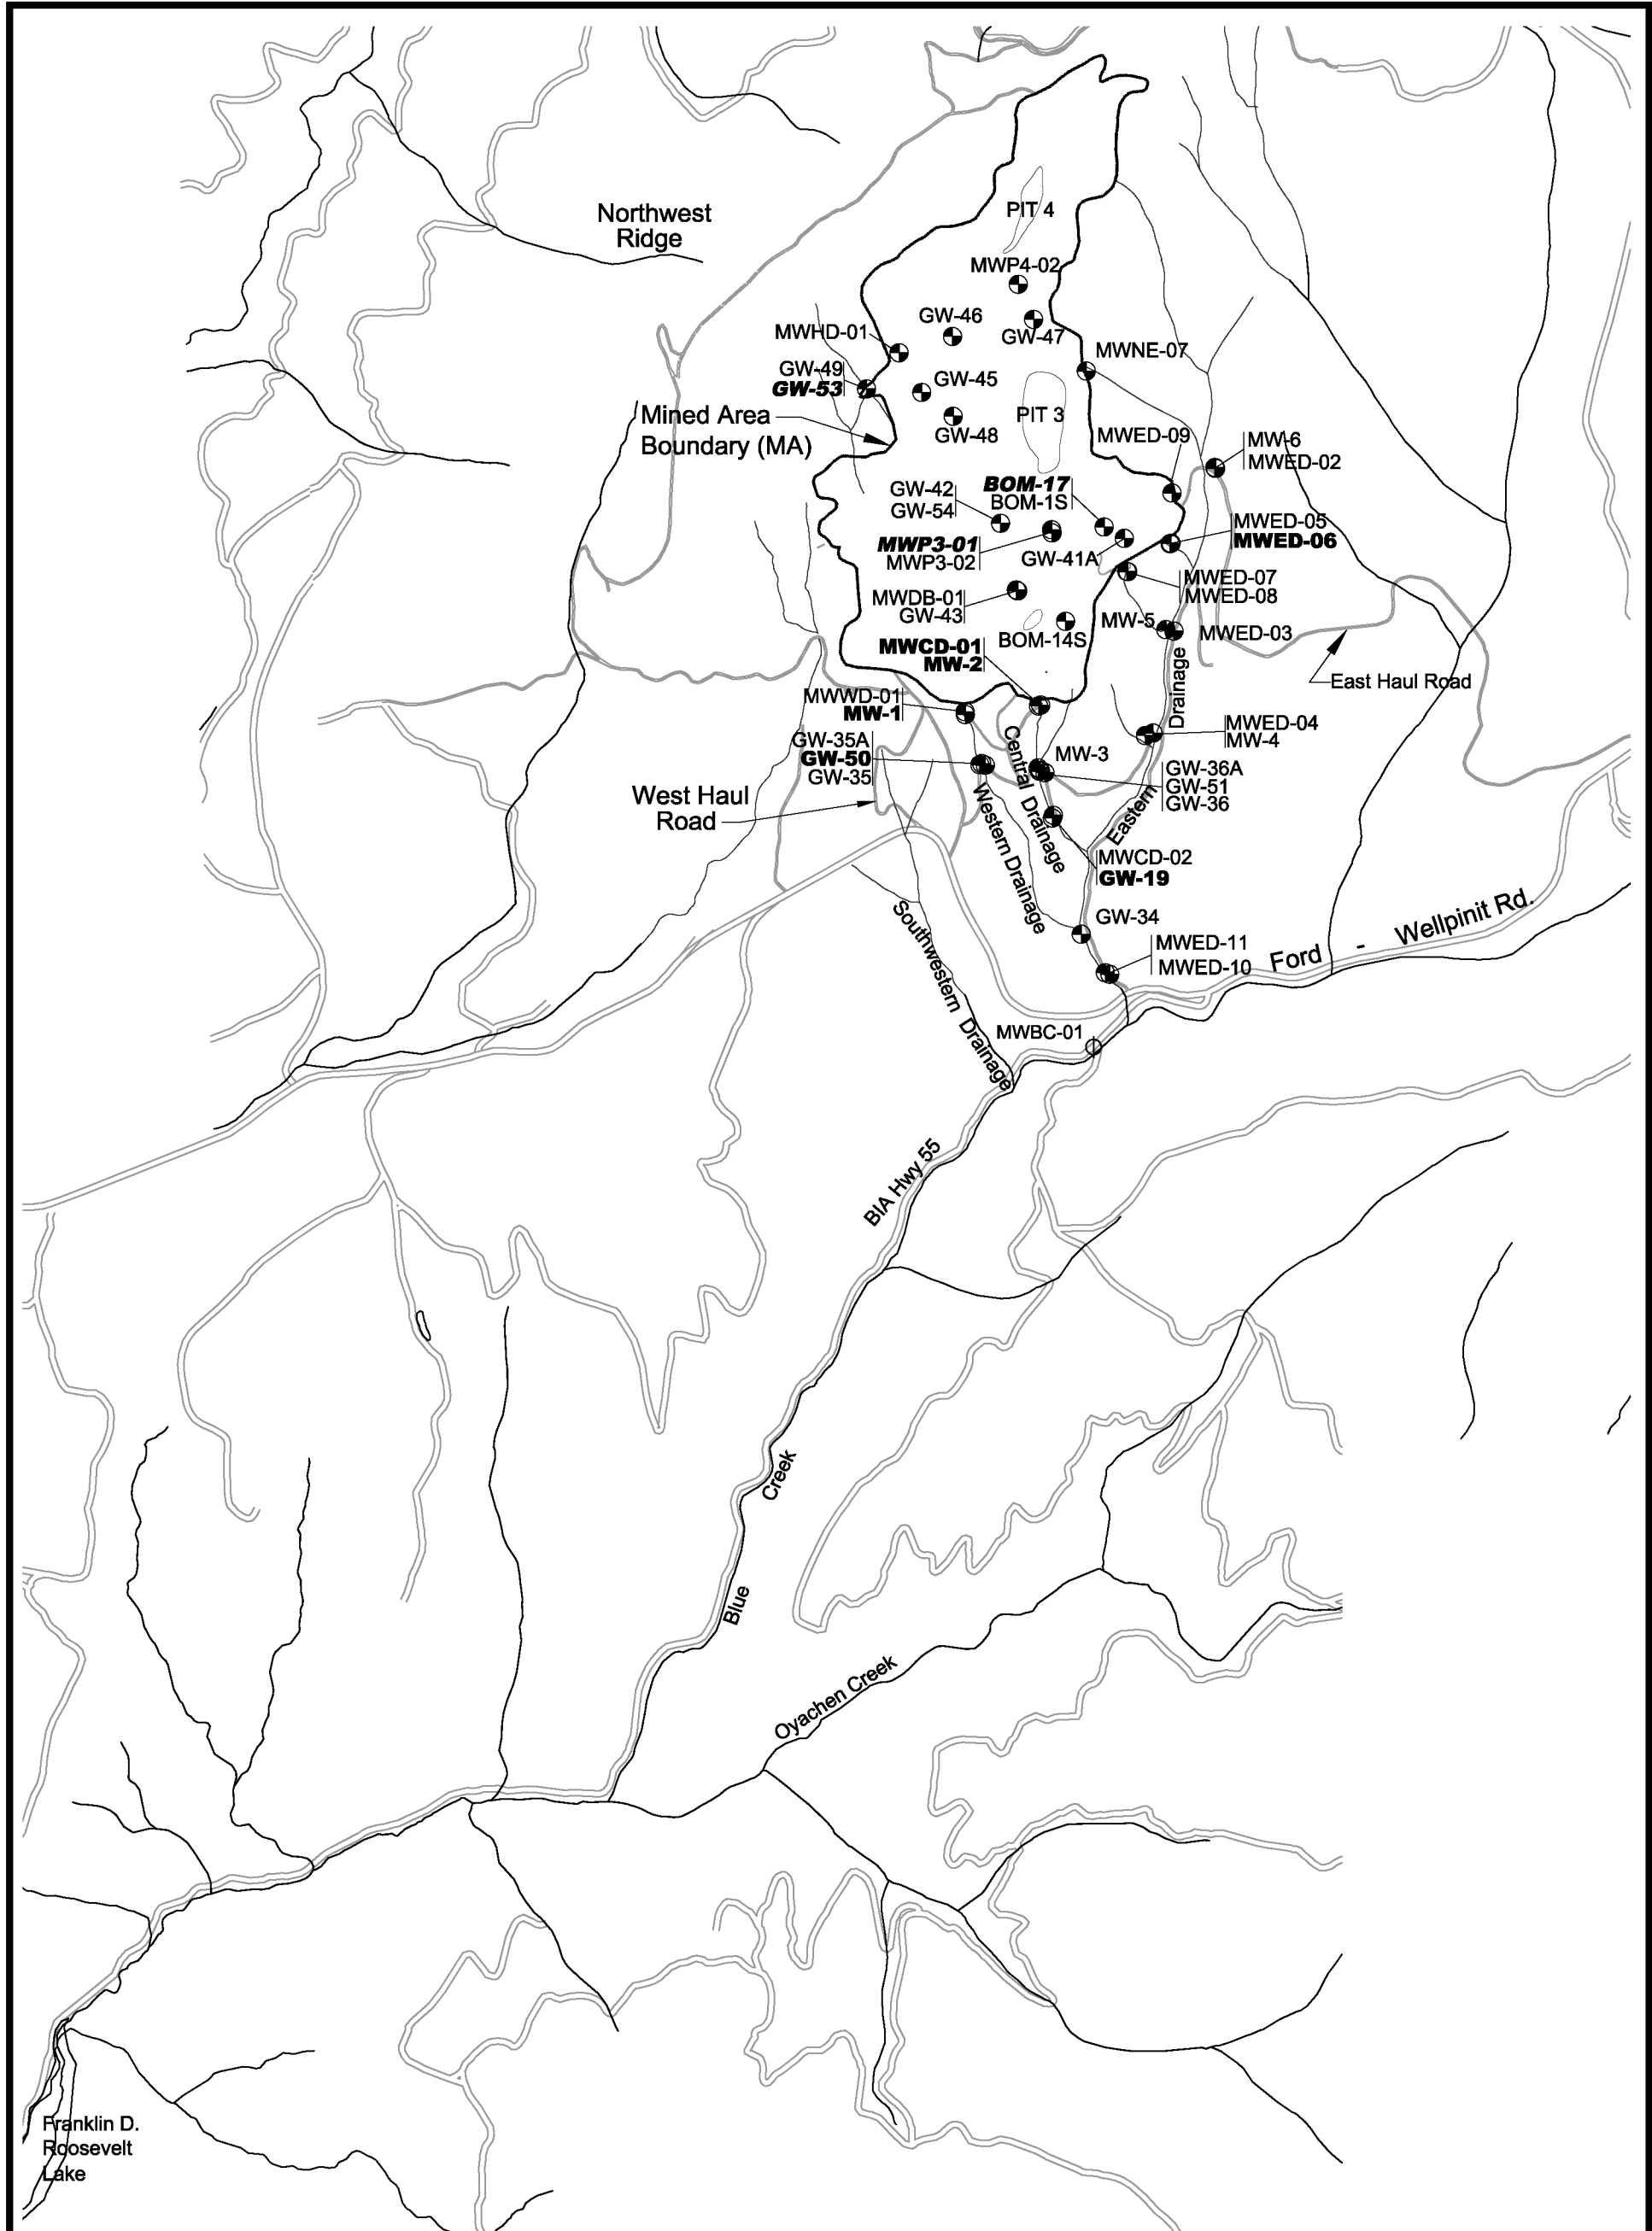 PIT 4
Northwest
Ridge
MWP4-02
GW-46
GW-47
MWHD-01
MWNE-07
GW-49
GW-53
GW-45
Mined Area
Boundary (MA)
PIT 3
GW-48
MWED-09
MW-6
MWED-02
BOM-17
BOM-1S
GW-42
GW-54
MWED-05
MWED-06
MWP3-01
MWP3-02
GW-41A
MWED-07
MWED-08
MWDB-01
GW-43
MW-5
MWED-03
BOM-14S
MWCD-01
MW-2
East Haul Road
MWWD-01
MW-1
MWED-04
MW-4
GW-35A
GW-50
GW-35
MW-3
GW-36A
GW-51
GW-36
West Haul
Road
Central Drainage
Western Drainage
Eastern Drainage
MWCD-02
GW-19
Southwestern Drainage
GW-34
MWED-11
MWED-10
Ford - Wellpinit Rd.
MWBC-01
BIA Hwy 55
Blue Creek
Oyachen Creek
Franklin D.
Roosevelt
Lake